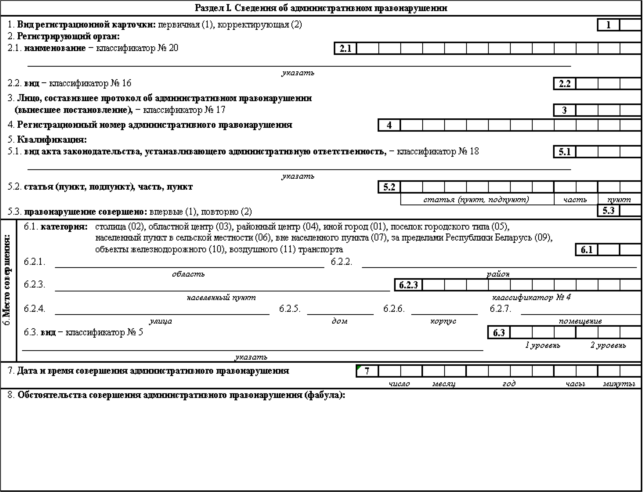 Раздел I. Сведения об административном правонарушении
1. Вид регистрационной карточки: первичная (1), корректирующая (2) 1
2. Регистрирующий орган:
2.1. наименование – классификатор № 20 2.1
указать
2.2. вид – классификатор № 16 2.2
3. Лицо, составившее протокол об административном правонарушении
(вынесшее постановление), – классификатор № 17 3
4. Регистрационный номер административного правонарушения 4
5. Квалификация:
5.1. вид акта законодательства, устанавливающего административную ответственность, – классификатор № 18 5.1
указать
5.2. статья (пункт, подпункт), часть, пункт 5.2
статья (пункт, подпункт) часть пункт
5.3. правонарушение совершено: впервые (1), повторно (2) 5.3
6. Место совершения:
6.1. категория: столица (02), областной центр (03), районный центр (04), иной город (01), поселок городского типа (05),
населенный пункт в сельской местности (06), вне населенного пункта (07), за пределами Республики Беларусь (09),
объекты железнодорожного (10), воздушного (11) транспорта 6.1
6.2.1. 6.2.2.
область район
6.2.3. 6.2.3
населенный пункт классификатор № 4
6.2.4. 6.2.5. 6.2.6. 6.2.7.
улица дом корпус помещение
6.3. вид – классификатор № 5 6.3
1 уровень 2 уровень
указать
7. Дата и время совершения административного правонарушения 7
число месяц год часы минуты
8. Обстоятельства совершения административного правонарушения (фабула):